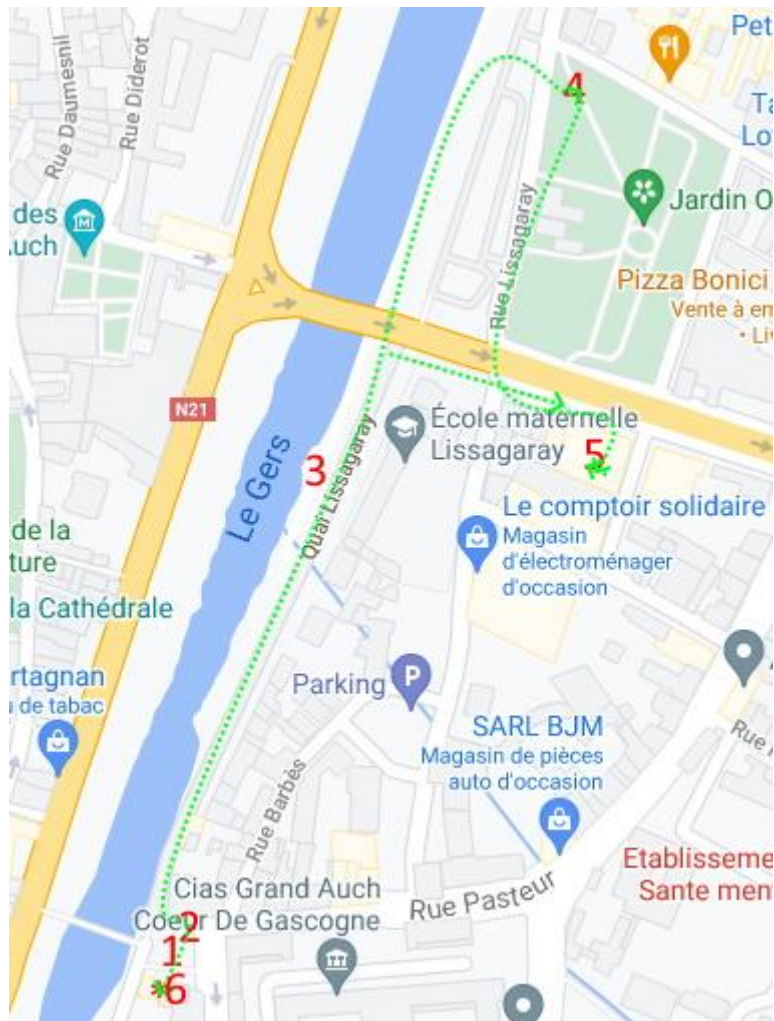 Pet
Rue Daumesnil
Rue Diderot
4
Ta
Lo
des
Auch
Rue Lissagaray
Jardin O
Pizza Bonici
Vente à em
• Liv
N21
École maternelle
Lissagaray
3
5
Le Gers
Quai Lissagaray
Le comptoir solidaire
Magasin
d'électroménager
d'occasion
de la
ture
la Cathédrale
rtagnan
u de tabac
Parking
P
SARL BJM
Magasin de pièces
auto d'occasion
Rue
Rue Barbès
Etablisseme
Sante men
Cias Grand Auch
Coeur De Gascogne
Rue Pasteur
2
1
*6